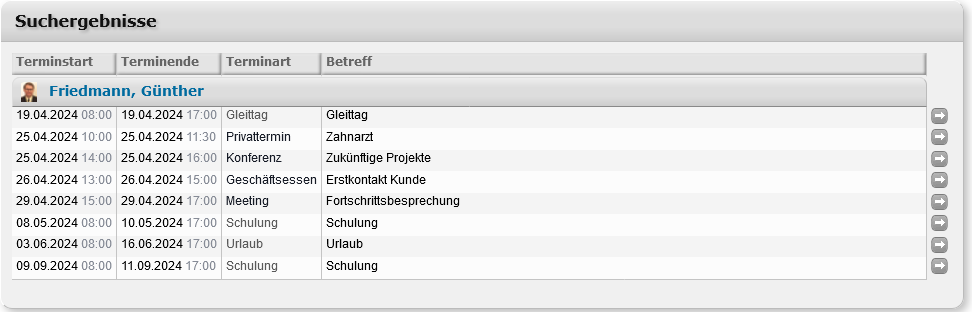 Suchergebnisse
Terminstart Terminende Terminart Betreff
Friedmann, Günther
19.04.2024 08:00 19.04.2024 17:00 Gleittag Gleittag
25.04.2024 10:00 25.04.2024 11:30 Privattermin Zahnarzt
25.04.2024 14:00 25.04.2024 16:00 Konferenz Zukünftige Projekte
26.04.2024 13:00 26.04.2024 15:00 Geschäftsessen Erstkontakt Kunde
29.04.2024 15:00 29.04.2024 17:00 Meeting Fortschrittsbesprechung
08.05.2024 08:00 10.05.2024 17:00 Schulung Schulung
03.06.2024 08:00 16.06.2024 17:00 Urlaub Urlaub
09.09.2024 08:00 11.09.2024 17:00 Schulung Schulung